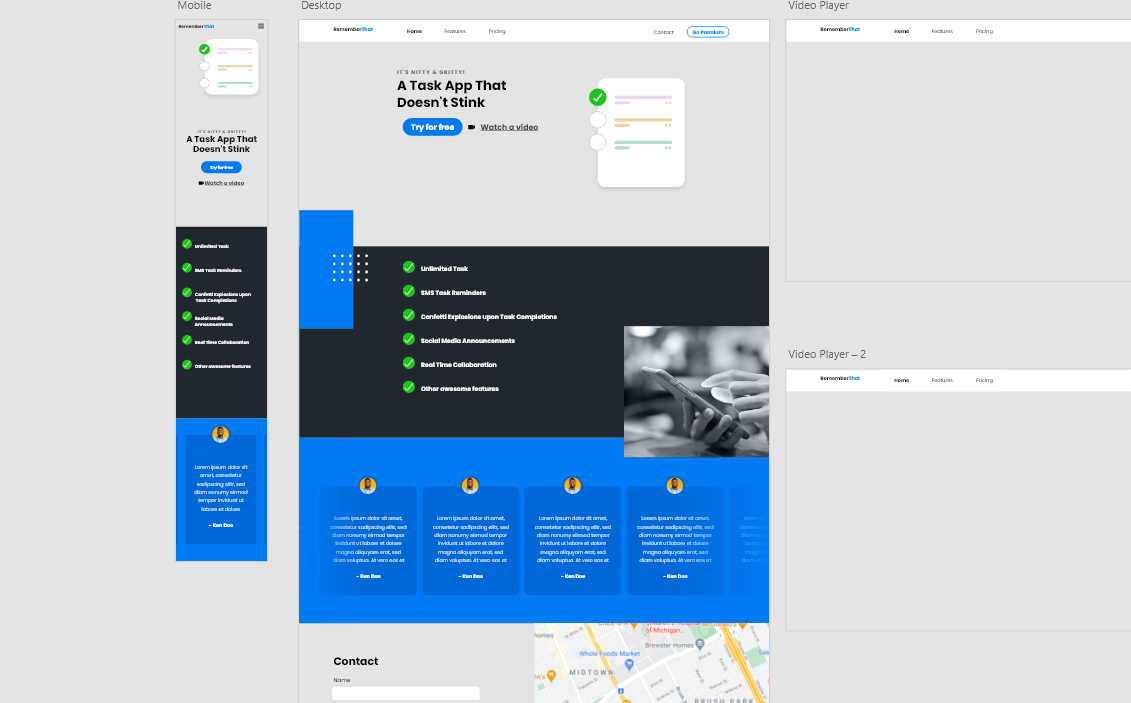 Mobile
RememberThat
IT'S NITTY & GRITTY!
A Task App That
Doesn't Stink
Try for free
Watch a video
Unlimited Task
SMS Task Reminders
Confetti Explosions upon
Task Completions
Social Media
Announcements
Real Time Collaboration
Other awesome features
Lorem ipsum dolor sit
amet, consetetur
sadipscing elitr, sed
diam nonumy eirmod
tempor invidunt ut
labore et dolore
- Ken Doe
Desktop
RememberThat Home Features Pricing Contact Go Premium
IT'S NITTY & GRITTY!
A Task App That
Doesn't Stink
Try for free Watch a video
Unlimited Task
SMS Task Reminders
Confetti Explosions upon Task Completions
Social Media Announcements
Real Time Collaboration
Other awesome features
Lorem ipsum dolor sit amet,
consetetur sadipscing elitr, sed
diam nonumy eirmod tempor
invidunt ut labore et dolore
magna aliquyam erat, sed
diam voluptua. At vero eos et
- Ken Doe
Lorem ipsum dolor sit amet,
consetetur sadipscing elitr, sed
diam nonumy eirmod tempor
invidunt ut labore et dolore
magna aliquyam erat, sed
diam voluptua. At vero eos et
- Ken Doe
Lorem ipsum dolor sit amet,
consetetur sadipscing elitr, sed
diam nonumy eirmod tempor
invidunt ut labore et dolore
magna aliquyam erat, sed
diam voluptua. At vero eos et
- Ken Doe
Lorem ipsum dolor sit amet,
consetetur sadipscing elitr, sed
diam nonumy eirmod tempor
invidunt ut labore et dolore
magna aliquyam erat, sed
diam voluptua. At vero eos et
- Ken Doe
Contact
Name
homes
of Michigan...
Whole Foods Market
Brewster Homes
MIDTOWN
BRUSH PARK
Video Player
RememberThat Home Features Pricing
Video Player – 2
RememberThat Home Features Pricing